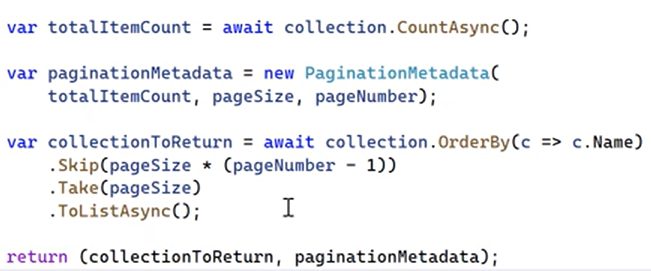 var totalItemCount = await collection.CountAsync();
var paginationMetadata = new PaginationMetadata(
totalItemCount, pageSize, pageNumber);
var collectionToReturn = await collection.OrderBy(c => c.Name)
.Skip(pageSize * (pageNumber - 1))
.Take(pageSize)
.ToListAsync();
return (collectionToReturn, paginationMetadata);